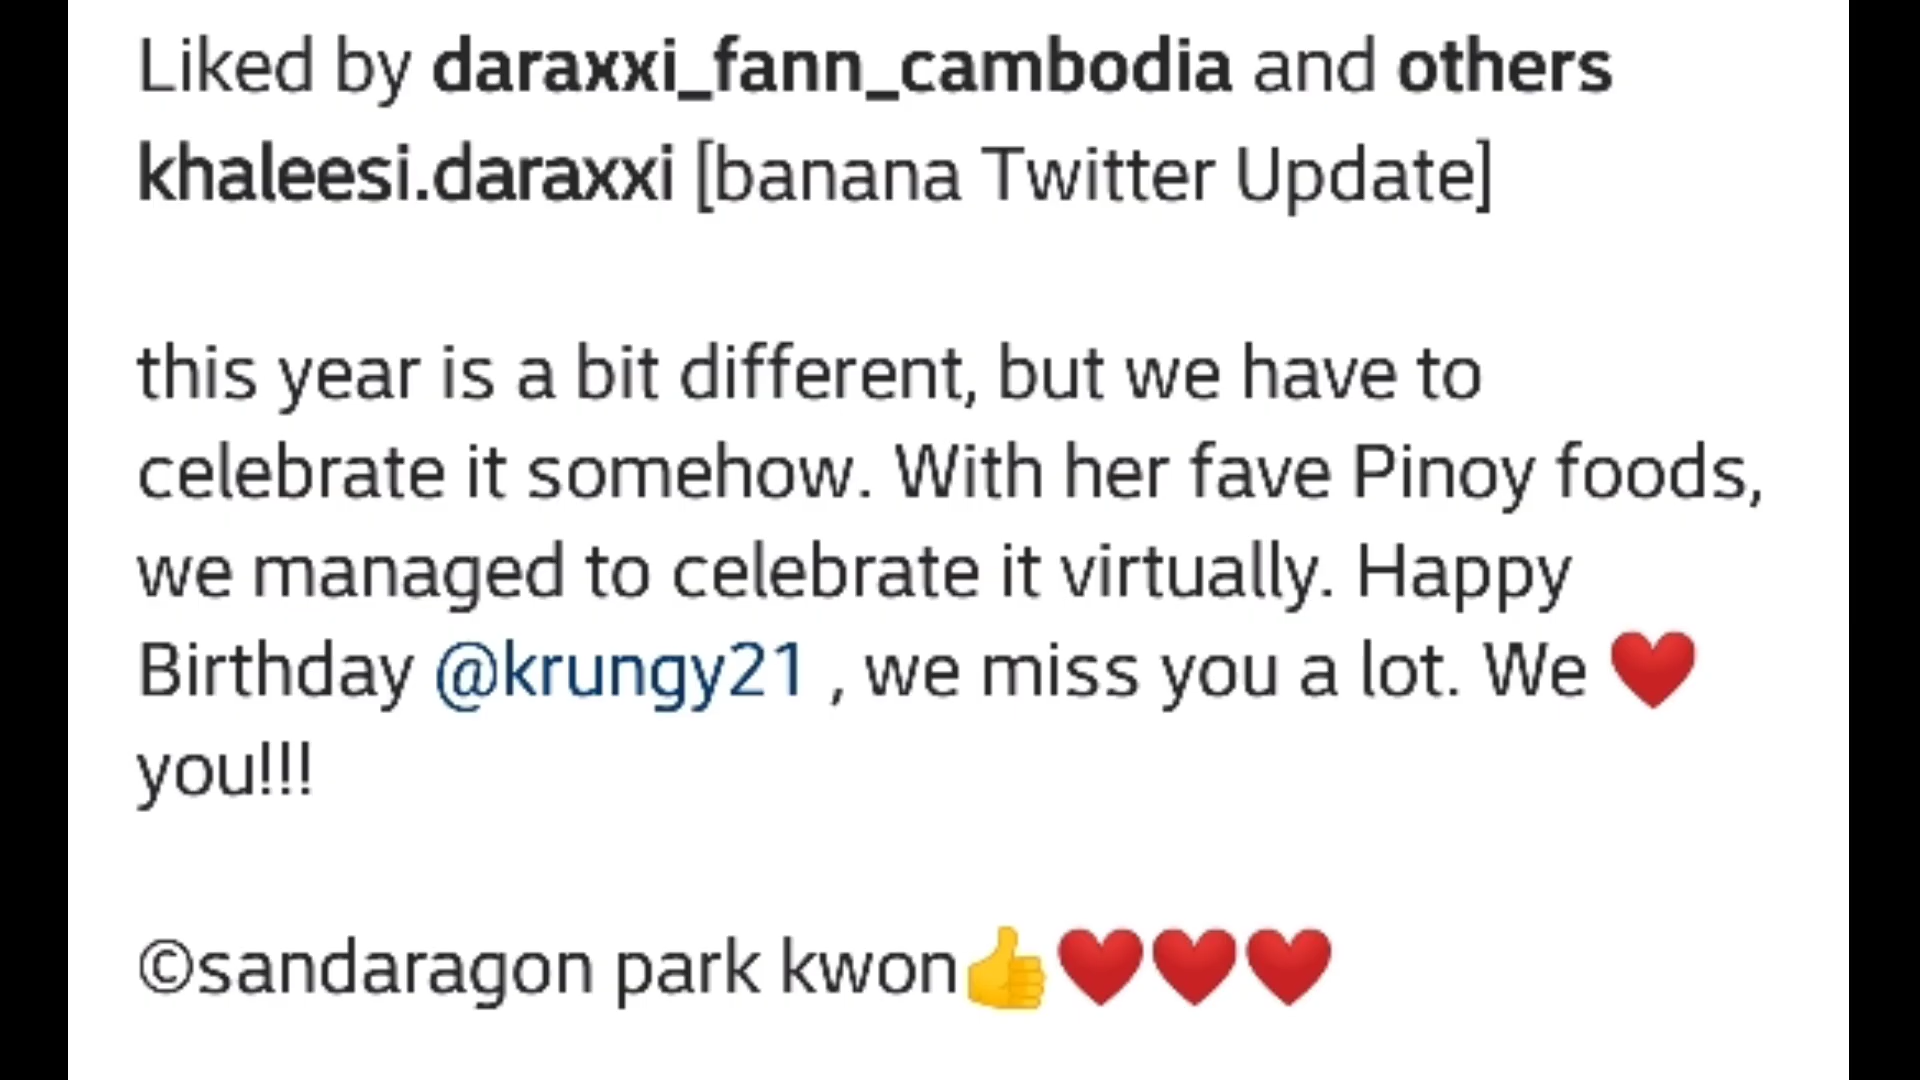 Liked by daraxxi_fann_cambodia and others
khaleesi.daraxxi [banana Twitter Update]
this year is a bit different, but we have to
celebrate it somehow. With her fave Pinoy foods,
we managed to celebrate it virtually. Happy
Birthday @krungy21 , we miss you a lot. We ❤️
you!!!
©sandaragon park kwon👍❤️❤️❤️